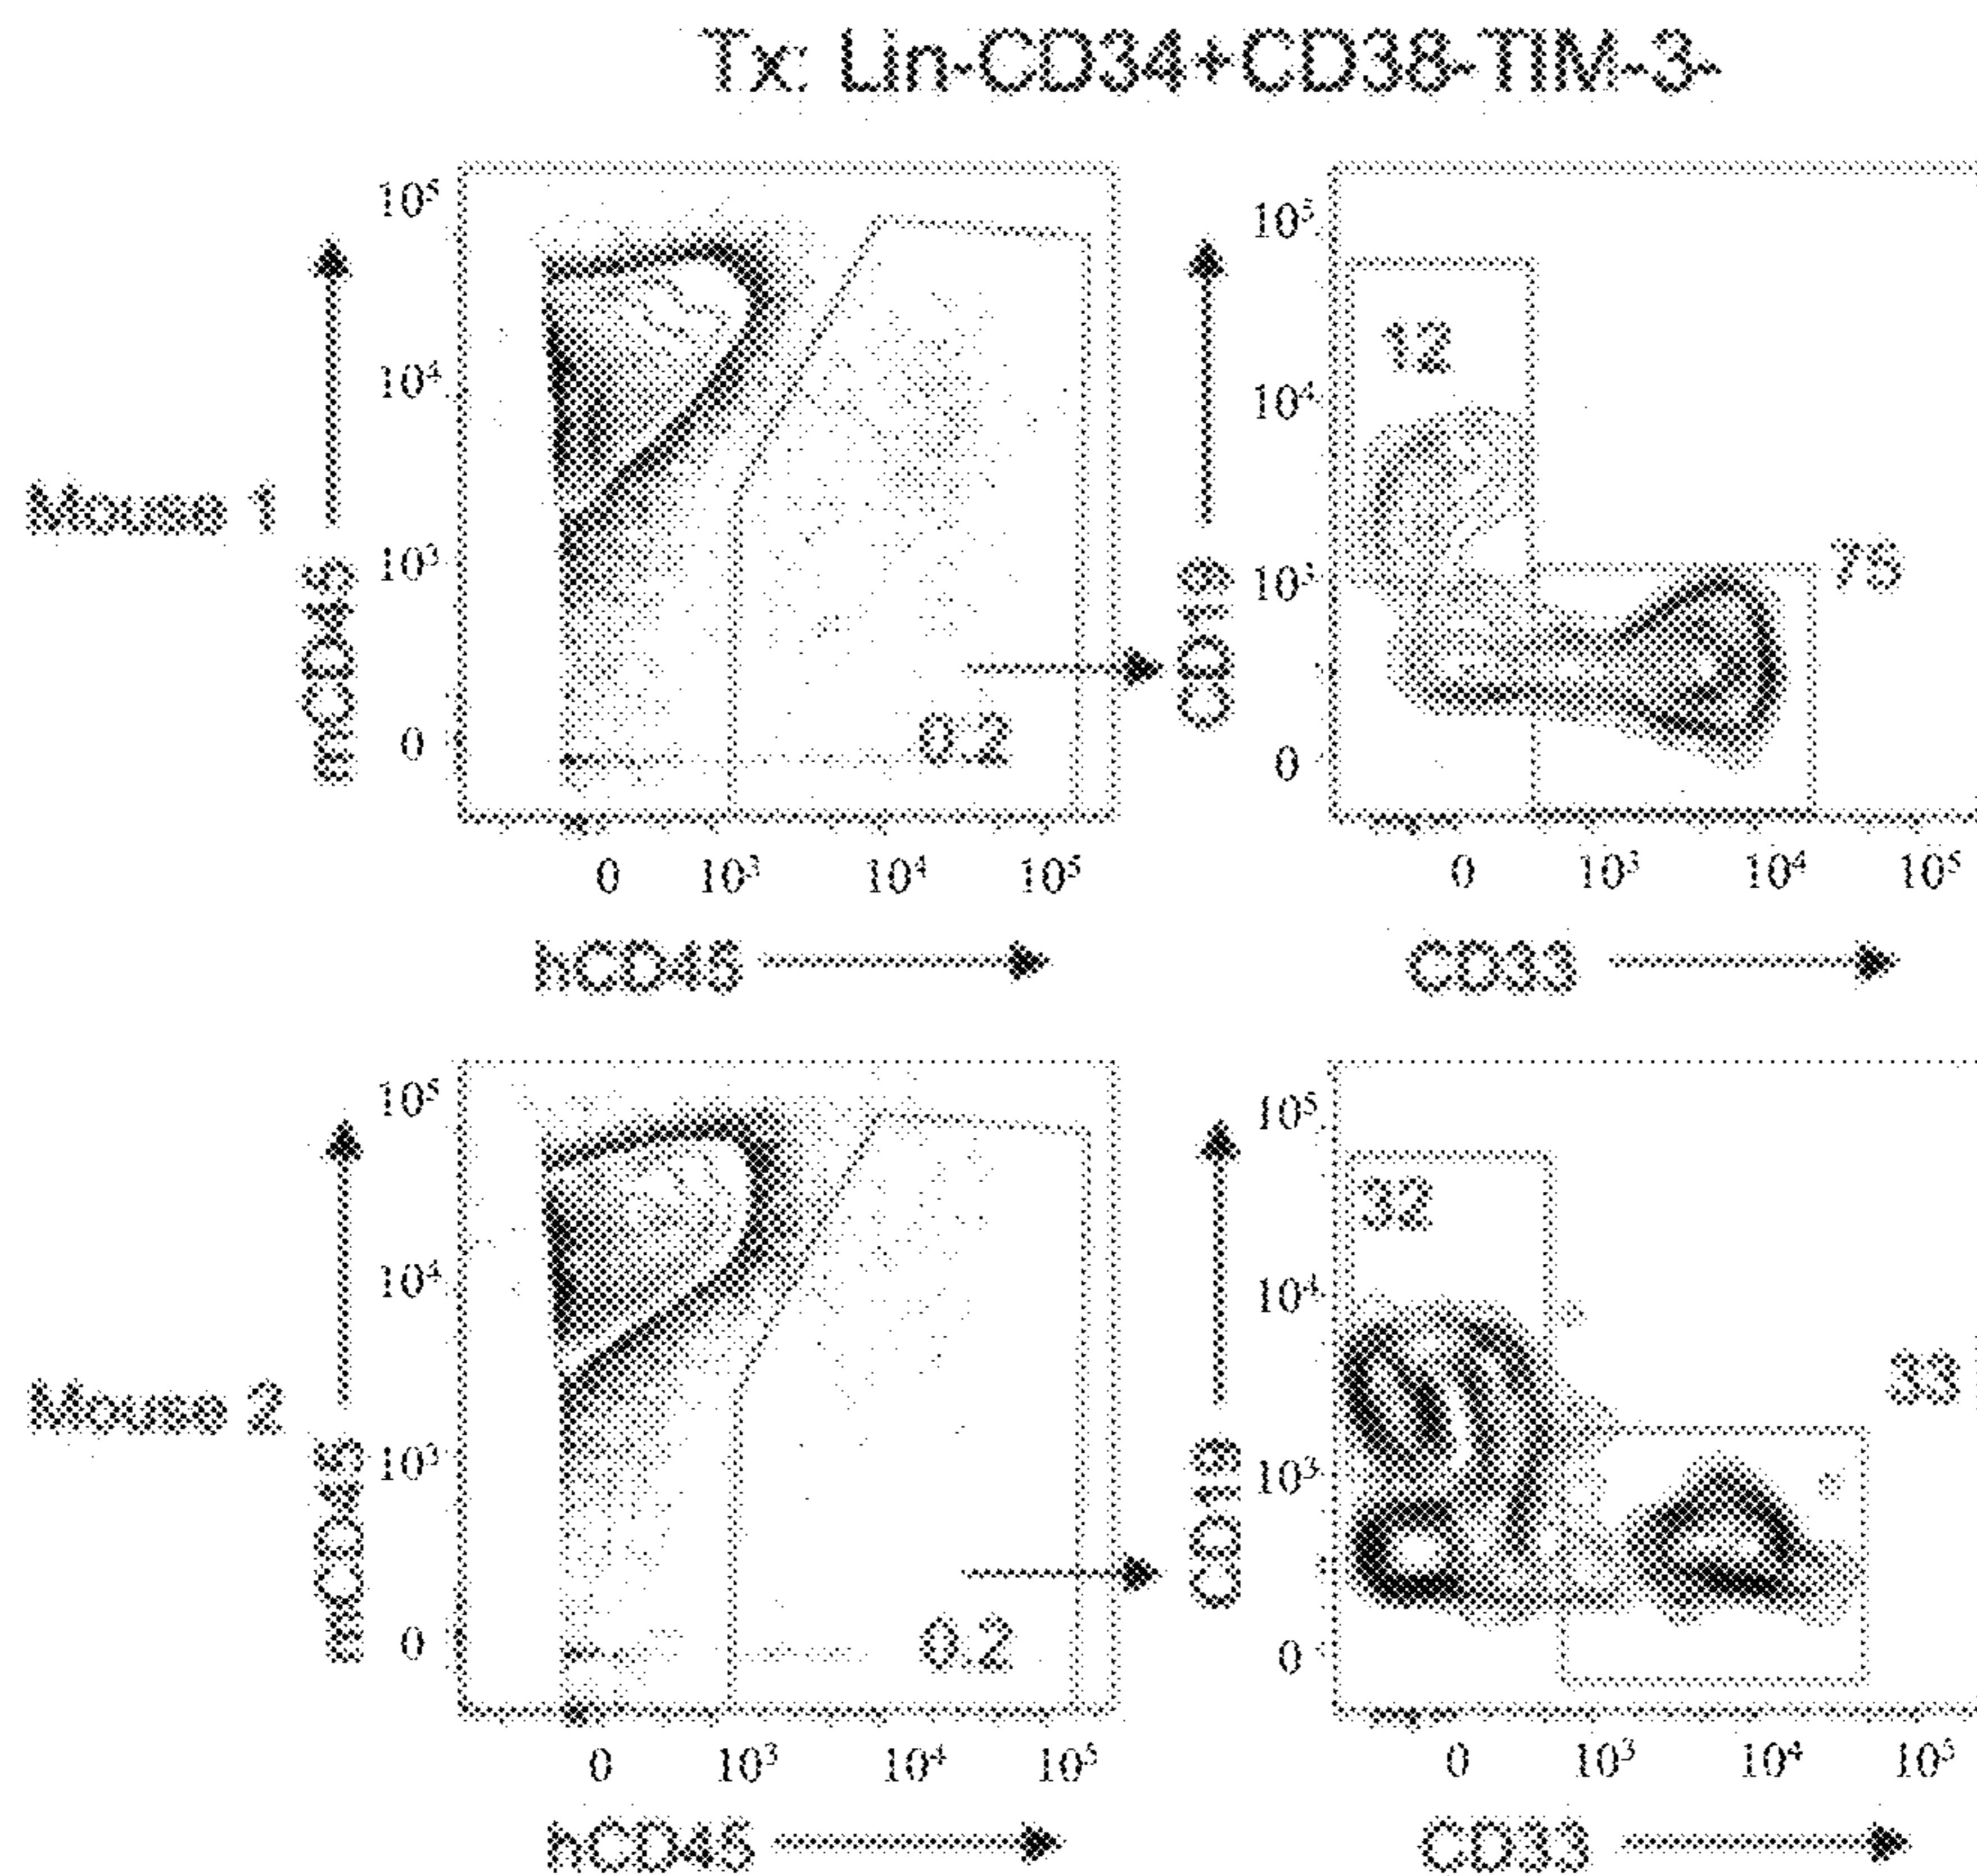 Tx: Lin-CD34+CD38-TIM-3-
Mouse 1
mCD45
10⁵
10⁴
10³
0
0.2
0 10³ 10⁴ 10⁵
hCD45
CD19
10⁵
10⁴
10³
0
12
75
0 10³ 10⁴ 10⁵
CD33
Mouse 2
mCD45
10⁵
10⁴
10³
0
0.2
0 10³ 10⁴ 10⁵
hCD45
CD19
10⁵
10⁴
10³
0
32
33
0 10³ 10⁴ 10⁵
CD33